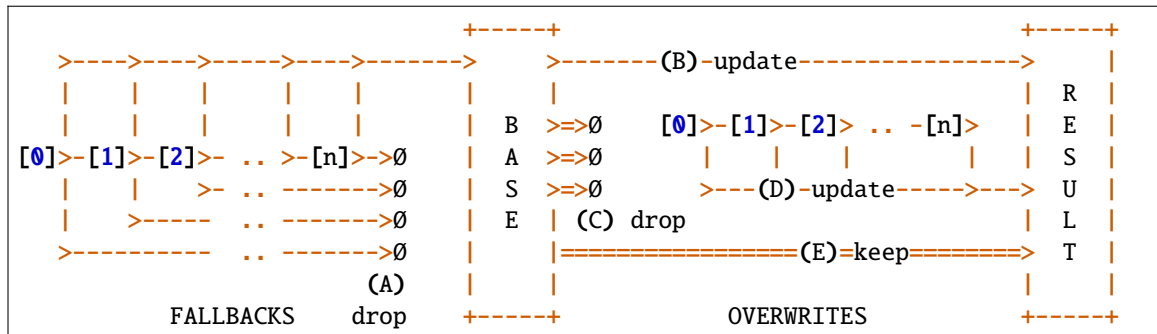 +-----+                                       +-----+
   >----->----->----->----->------->       >-------(B)-update---------------->       |
   |    |    |     |    |       |     |                                  |  R    |
   |    |    |     |    |       |  B  >=>Ø    [0]>-[1]>-[2]> .. -[n]>   |  E    |
[0]>-[1]>-[2]>- .. >-[n]>->Ø    |  A  >=>Ø      |    |    |        |     |  S    |
   |    |    >- .. ------->Ø    |  S  >=>Ø      >---(D)-update----->--->  U    |
   |    >----- .. ------->Ø    |  E  | (C) drop                          |  L    |
   >---------- .. ------->Ø    |     |================(E)=keep========>  T    |
                         (A)    |     |                                  |       |
           FALLBACKS    drop    +-----+            OVERWRITES            +-----+